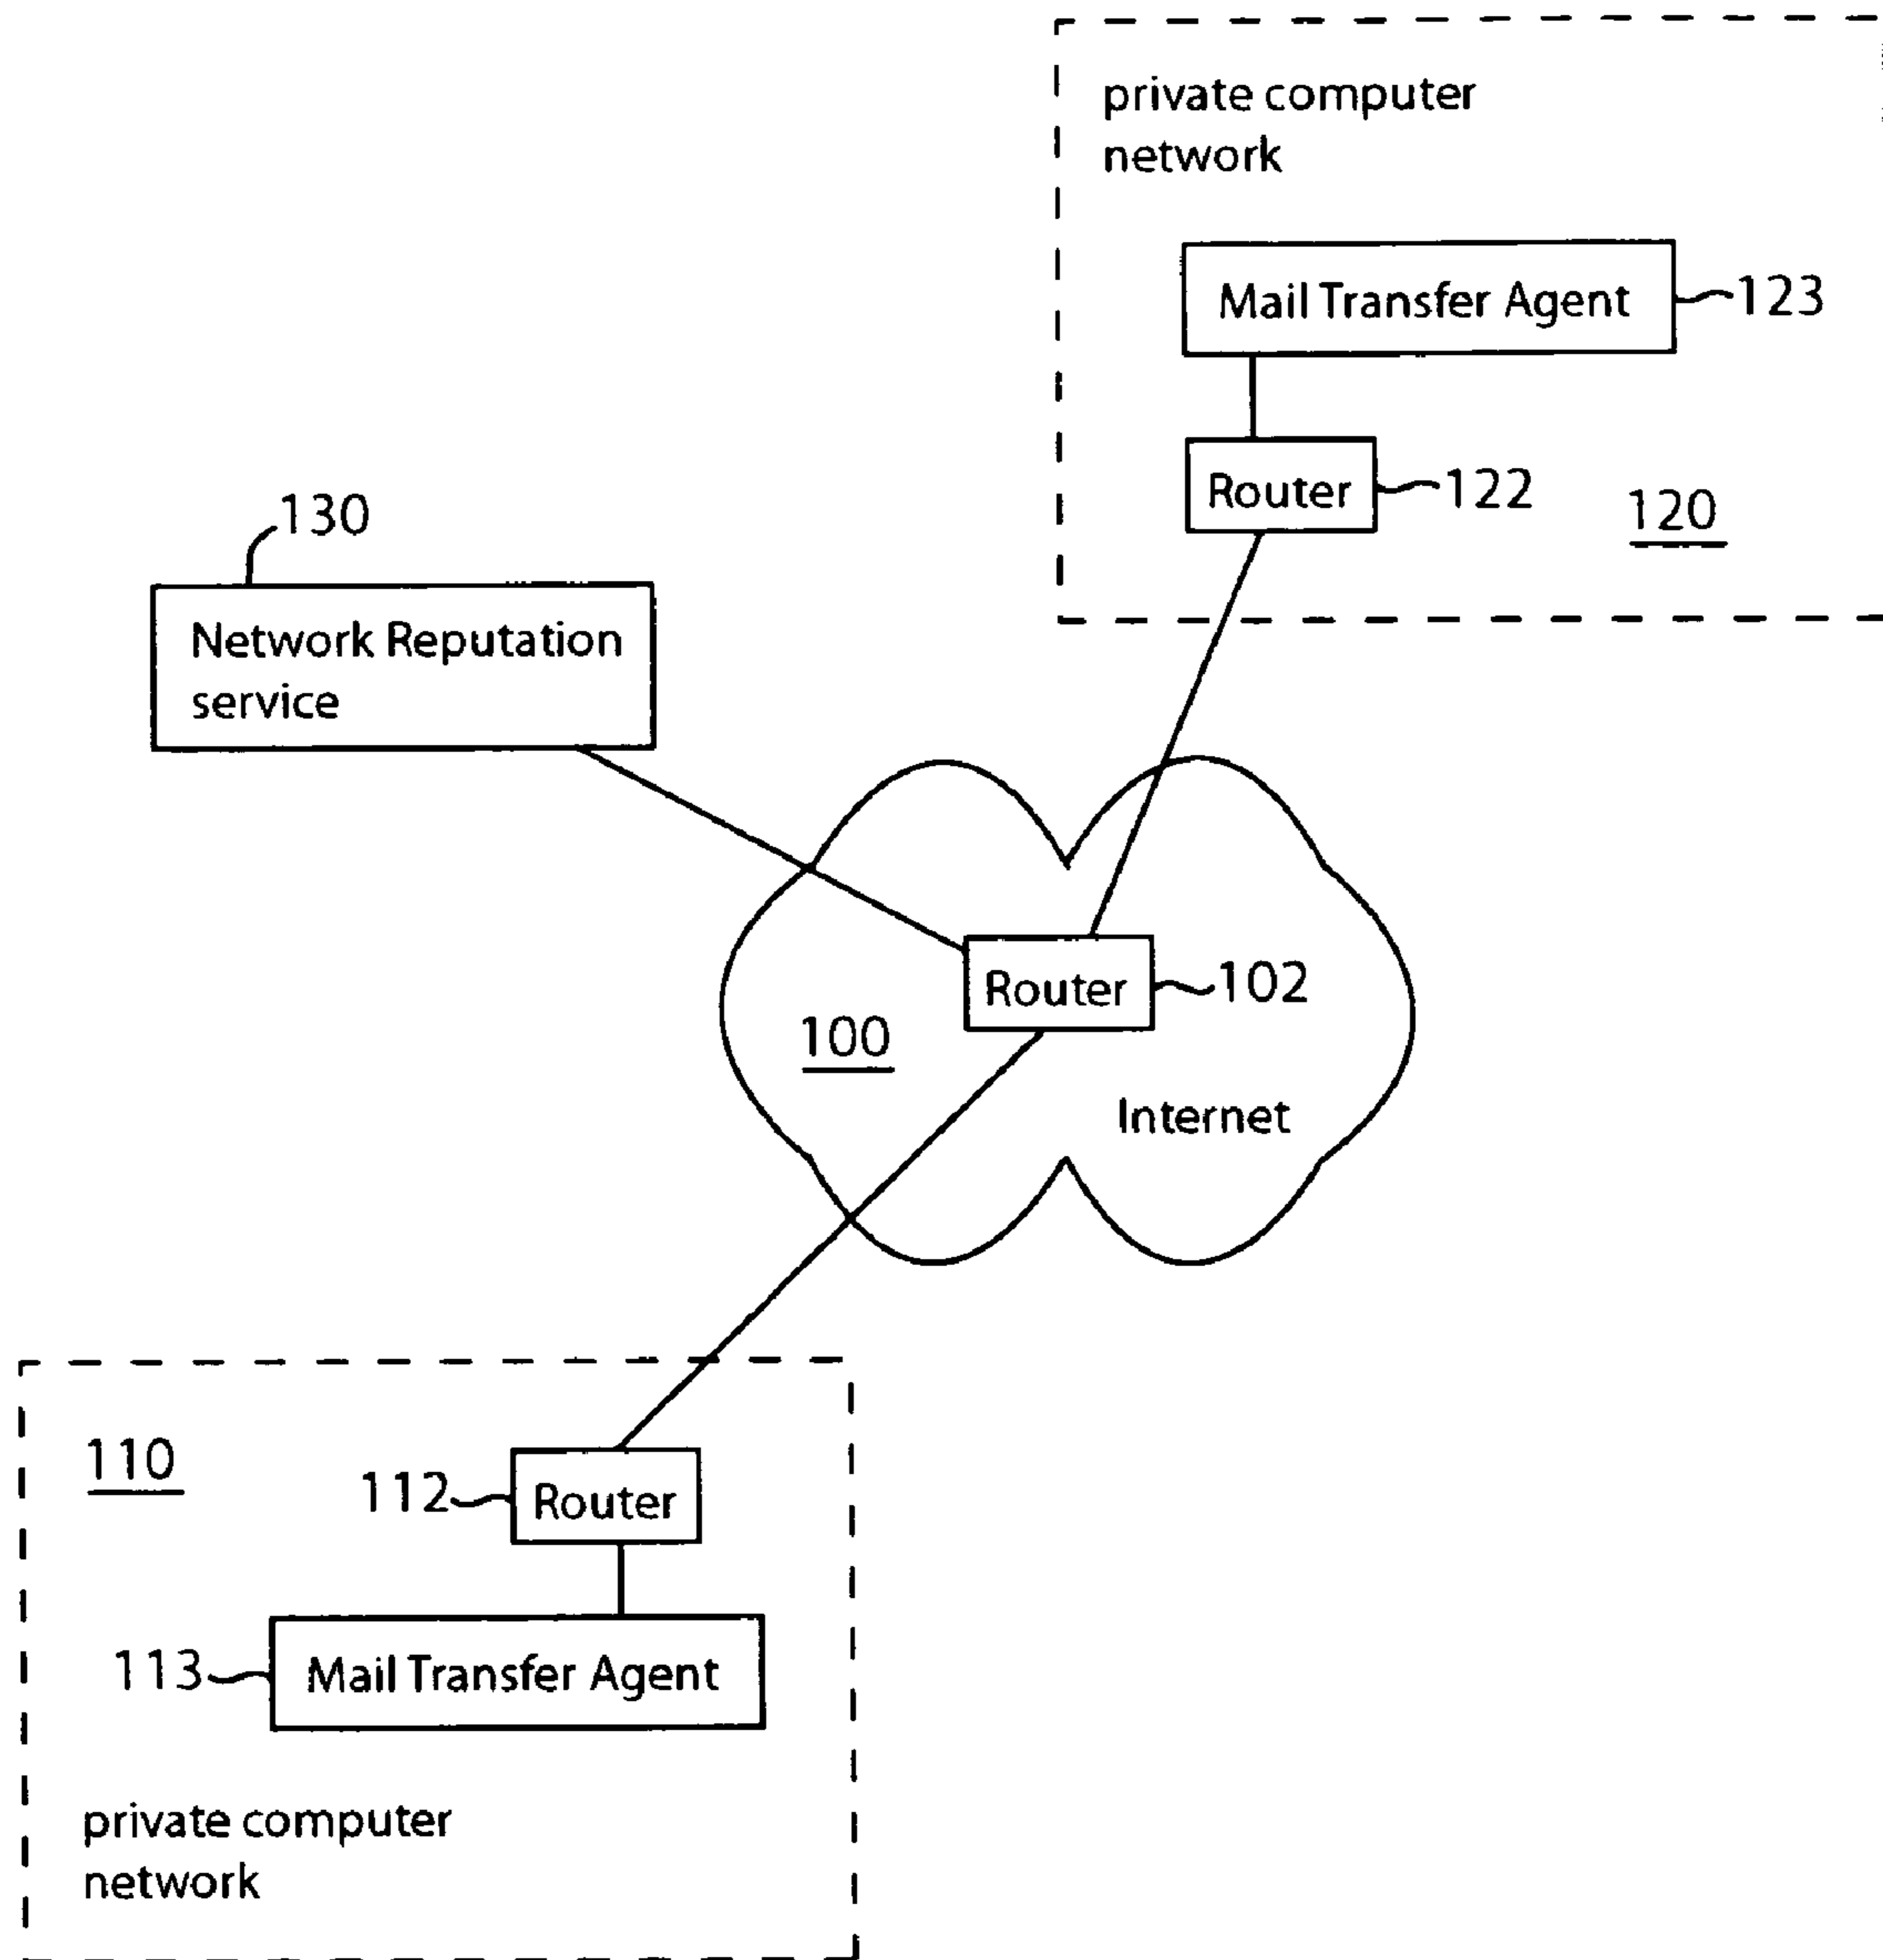 private computer
network
Mail Transfer Agent
123
Router
122
120
130
Network Reputation
service
Router
102
100
Internet
110
112
Router
113
Mail Transfer Agent
private computer
network